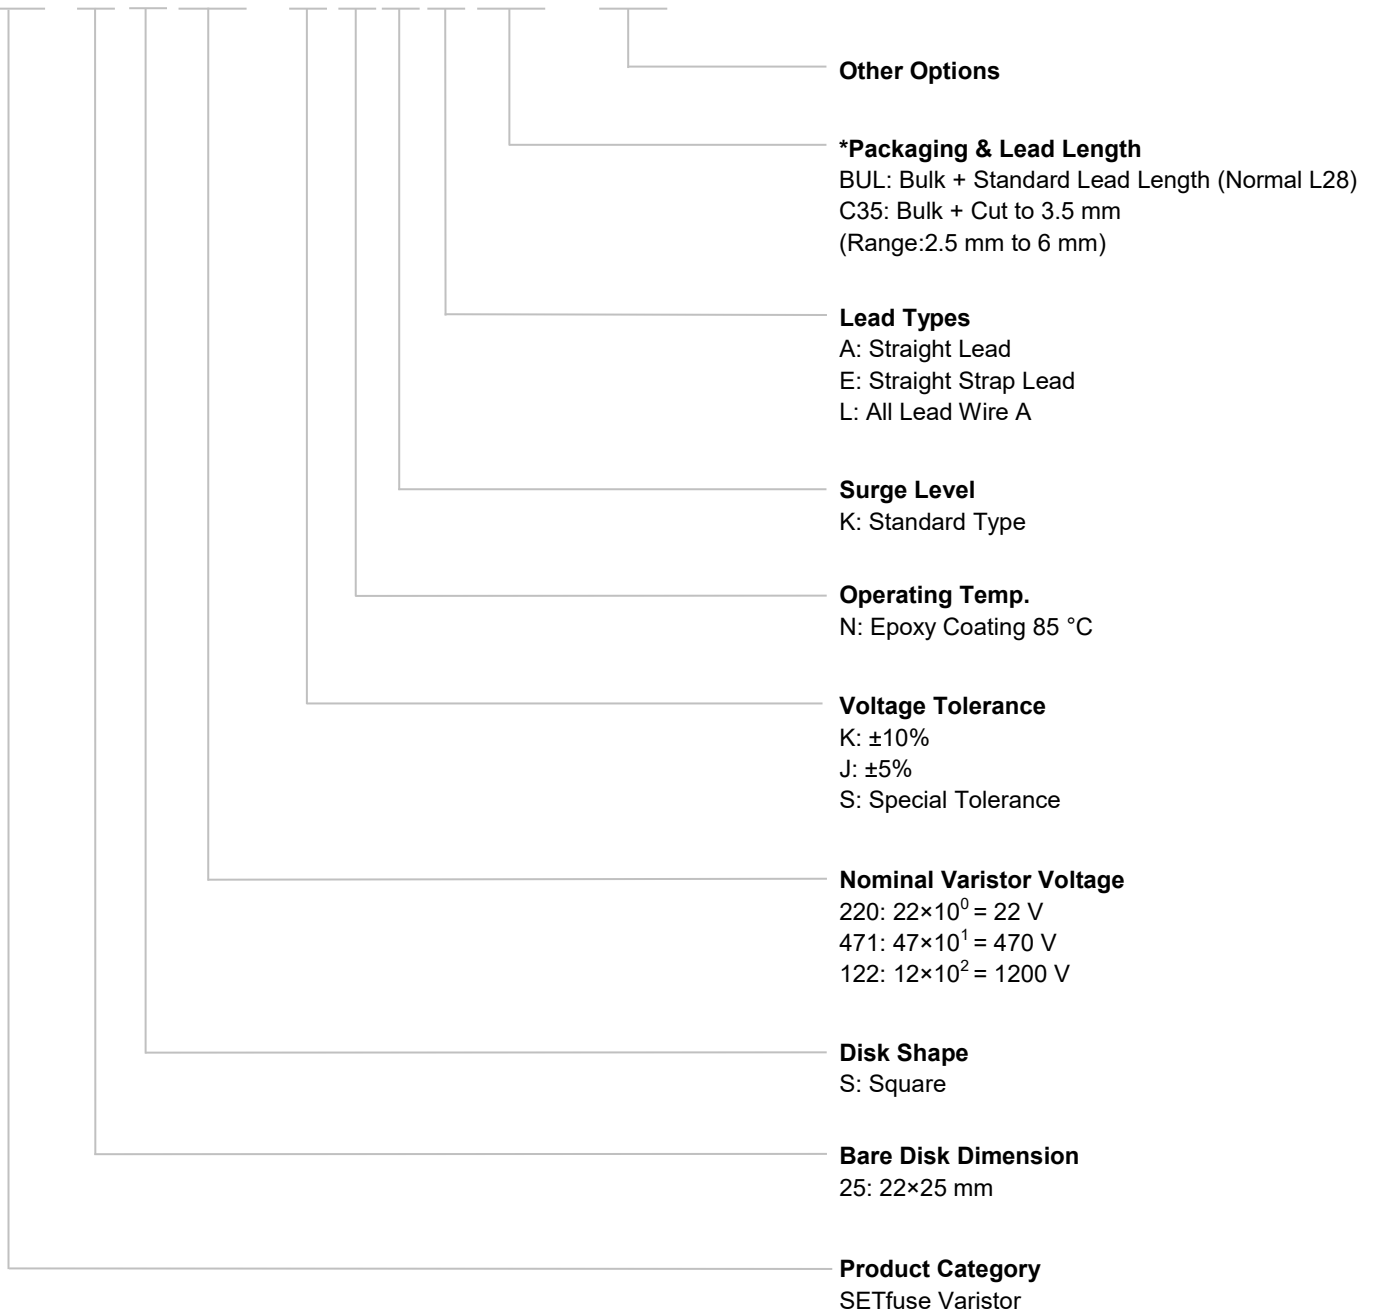 Other Options
*Packaging & Lead Length
BUL: Bulk + Standard Lead Length (Normal L28)
C35: Bulk + Cut to 3.5 mm
(Range:2.5 mm to 6 mm)
Lead Types
A: Straight Lead
E: Straight Strap Lead
L: All Lead Wire A
Surge Level
K: Standard Type
Operating Temp.
N: Epoxy Coating 85 °C
Voltage Tolerance
K: ±10%
J: ±5%
S: Special Tolerance
Nominal Varistor Voltage
220: 22×10⁰ = 22 V
471: 47×10¹ = 470 V
122: 12×10² = 1200 V
Disk Shape
S: Square
Bare Disk Dimension
25: 22×25 mm
Product Category
SETfuse Varistor